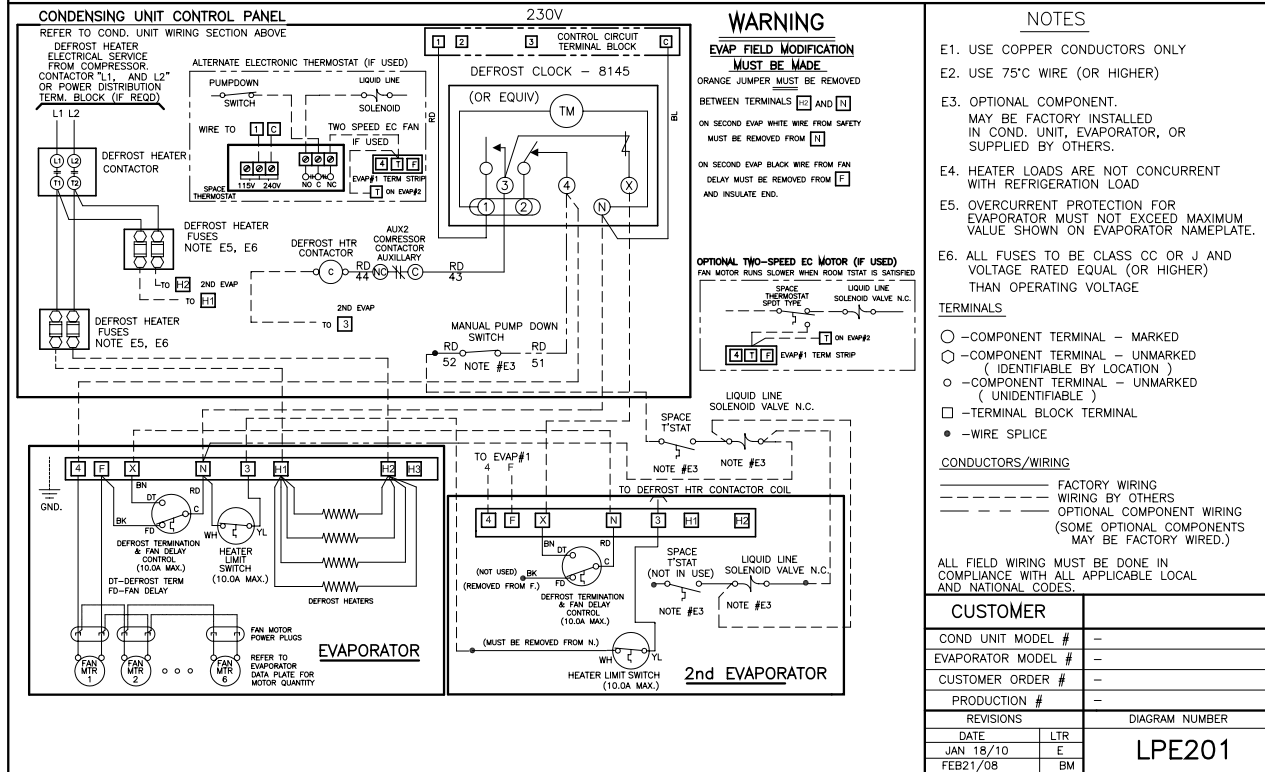 CONDENSING UNIT CONTROL PANEL
REFER TO COND. UNIT WIRING SECTION ABOVE
DEFROST HEATER
ELECTRICAL SERVICE
FROM COMPRESSOR.
CONTACTOR "L1, AND L2"
OR POWER DISTRIBUTION
TERM. BLOCK (IF REQD)
L1 L2
L1 L2
T1 T2
DEFROST HEATER
CONTACTOR
DEFROST HEATER
FUSES
NOTE E5, E6
TO H2 2ND EVAP
TO H1
DEFROST HEATER
FUSES
NOTE E5, E6
ALTERNATE ELECTRONIC THERMOSTAT (IF USED)
PUMPDOWN
SWITCH
LIQUID LINE
SOLENOID
WIRE TO 1 C
TWO SPEED EC FAN
IF USED
4 T F
EVAP#1 TERM STRIP
T ON EVAP#2
115V 240V
NO C NC
SPACE
THERMOSTAT
230V
1 2 3 CONTROL CIRCUIT
TERMINAL BLOCK
C
DEFROST CLOCK - 8145
(OR EQUIV)
TM
RD
BL
3 4 X
1 2 N
AUX2
COMRESSOR
CONTACTOR
AUXILLARY
DEFROST HTR
CONTACTOR
C RD
44
NC C RD
43
2ND EVAP
TO 3
MANUAL PUMP DOWN
SWITCH
RD
52
NOTE #E3
RD
51
WARNING
EVAP FIELD MODIFICATION
MUST BE MADE
ORANGE JUMPER MUST BE REMOVED
BETWEEN TERMINALS H2 AND N
ON SECOND EVAP WHITE WIRE FROM SAFETY
MUST BE REMOVED FROM N
ON SECOND EVAP BLACK WIRE FROM FAN
DELAY MUST BE REMOVED FROM F
AND INSULATE END.
OPTIONAL TWO-SPEED EC MOTOR (IF USED)
FAN MOTOR RUNS SLOWER WHEN ROOM TSTAT IS SATISFIED
SPACE
THERMOSTAT
SPDT TYPE
LIQUID LINE
SOLENOID VALVE N.C.
T ON EVAP#2
4 T F EVAP#1 TERM STRIP
LIQUID LINE
SOLENOID VALVE N.C.
SPACE
T'STAT
NOTE #E3
NOTE #E3
4 F X N 3 H1 H2 H3
GND.
BN
DT
RD
C
BK
FD
WH YL
DEFROST TERMINATION
& FAN DELAY
CONTROL
(10.0A MAX.)
HEATER
LIMIT
SWITCH
(10.0A MAX.)
DT-DEFROST TERM
FD-FAN DELAY
DEFROST HEATERS
FAN MOTOR
POWER PLUGS
FAN
MTR
1
FAN
MTR
2
FAN
MTR
6
REFER TO
EVAPORATOR
DATA PLATE FOR
MOTOR QUANTITY
EVAPORATOR
TO EVAP#1
4 F
TO DEFROST HTR CONTACTOR COIL
4 F X N 3 H1 H2
BN
DT
RD
C
(NOT USED) BK
(REMOVED FROM F.)
FD
DEFROST TERMINATION
& FAN DELAY
CONTROL
(10.0A MAX.)
SPACE
T'STAT
(NOT IN USE)
NOTE #E3
LIQUID LINE
SOLENOID VALVE N.C.
NOTE #E3
(MUST BE REMOVED FROM N.)
WH YL
HEATER LIMIT SWITCH
(10.0A MAX.)
2nd EVAPORATOR
NOTES
E1. USE COPPER CONDUCTORS ONLY
E2. USE 75°C WIRE (OR HIGHER)
E3. OPTIONAL COMPONENT.
MAY BE FACTORY INSTALLED
IN COND. UNIT, EVAPORATOR, OR
SUPPLIED BY OTHERS.
E4. HEATER LOADS ARE NOT CONCURRENT
WITH REFRIGERATION LOAD
E5. OVERCURRENT PROTECTION FOR
EVAPORATOR MUST NOT EXCEED MAXIMUM
VALUE SHOWN ON EVAPORATOR NAMEPLATE.
E6. ALL FUSES TO BE CLASS CC OR J AND
VOLTAGE RATED EQUAL (OR HIGHER)
THAN OPERATING VOLTAGE
TERMINALS
-COMPONENT TERMINAL - MARKED
-COMPONENT TERMINAL - UNMARKED
( IDENTIFIABLE BY LOCATION )
-COMPONENT TERMINAL - UNMARKED
( UNIDENTIFIABLE )
-TERMINAL BLOCK TERMINAL
-WIRE SPLICE
CONDUCTORS/WIRING
FACTORY WIRING
WIRING BY OTHERS
OPTIONAL COMPONENT WIRING
(SOME OPTIONAL COMPONENTS
MAY BE FACTORY WIRED.)
ALL FIELD WIRING MUST BE DONE IN
COMPLIANCE WITH ALL APPLICABLE LOCAL
AND NATIONAL CODES.
CUSTOMER
COND UNIT MODEL # -
EVAPORATOR MODEL # -
CUSTOMER ORDER # -
PRODUCTION # -
REVISIONS
DATE LTR
JAN 18/10 E
FEB21/08 BM
DIAGRAM NUMBER
LPE201